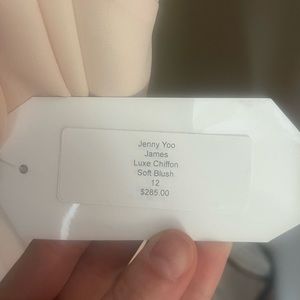 Jenny Yoo
James
Luxe Chiffon
Soft Blush
12
$285.00